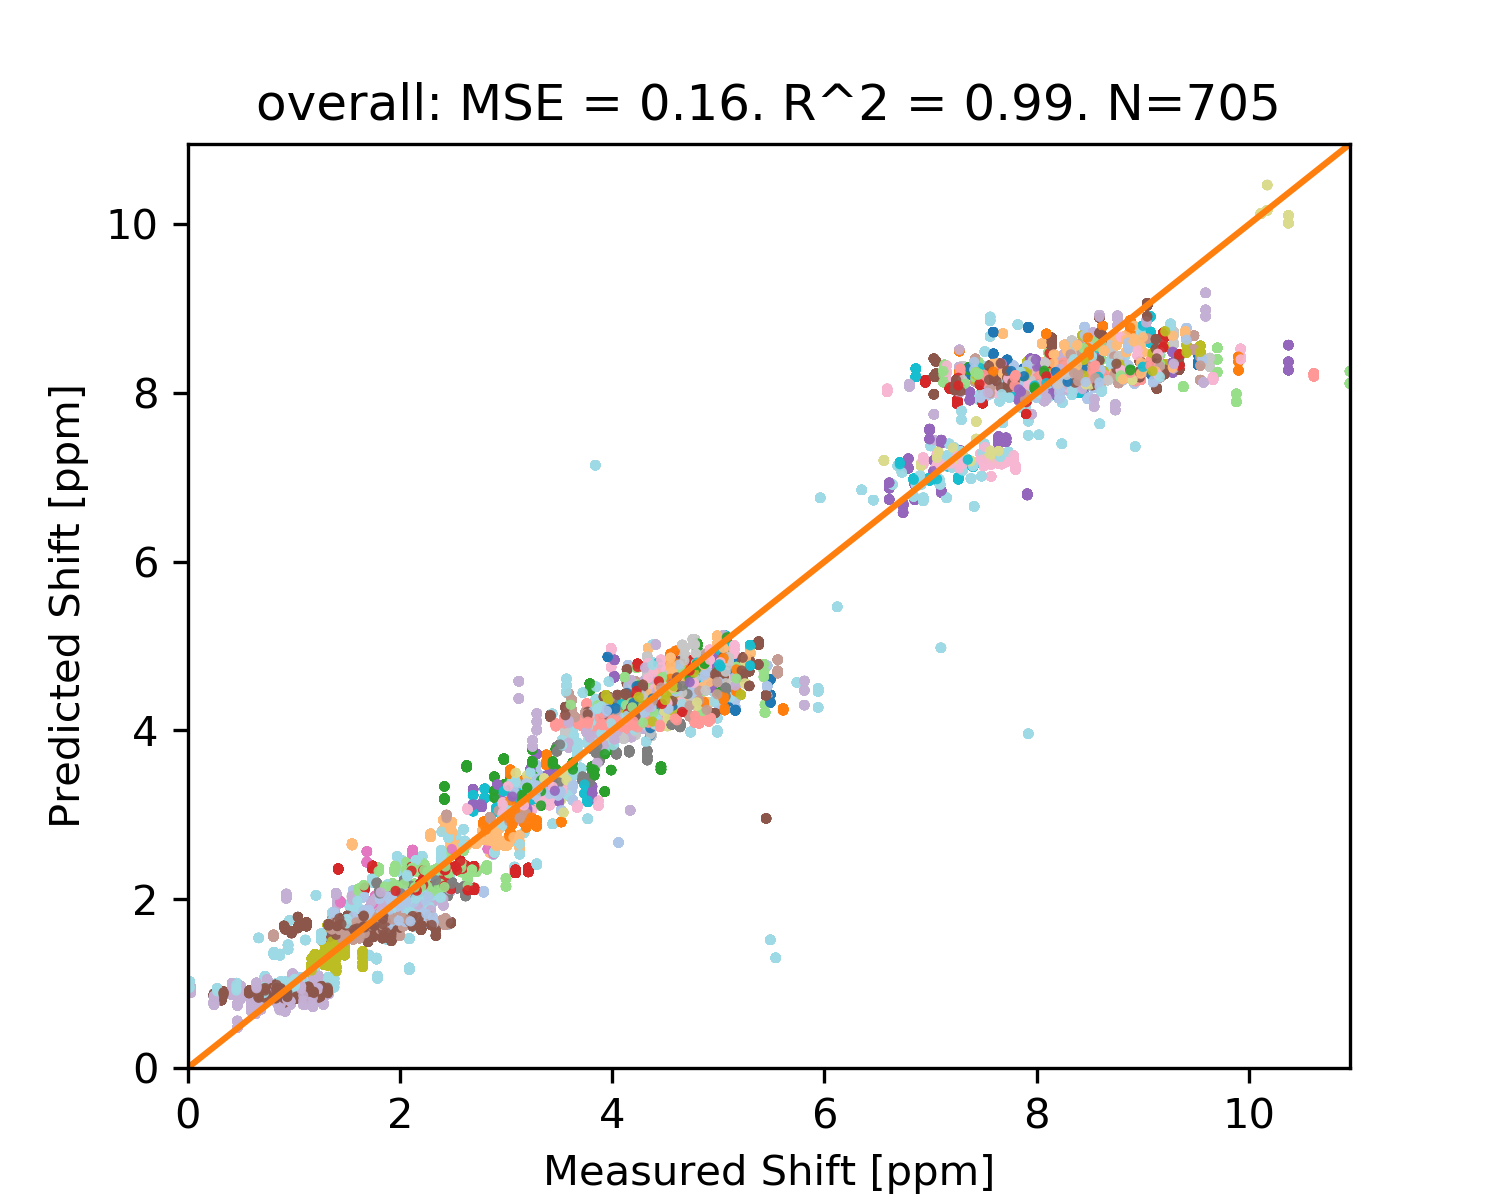 overall: MSE = 0.16. R^2 = 0.99. N=705
10
8
6
4
2
0
Predicted Shift [ppm]
0 2 4 6 8 10
Measured Shift [ppm]